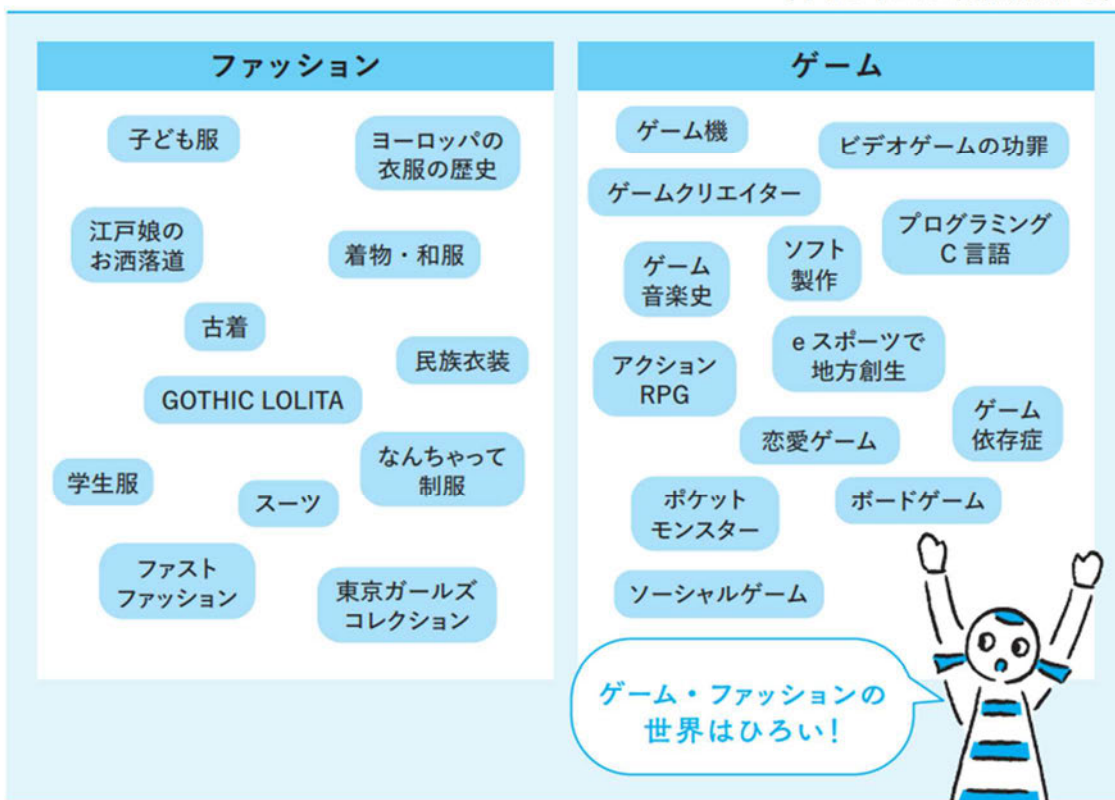 ファッション
子ども服
ヨーロッパの
衣服の歴史
江戸娘の
お洒落道
着物・和服
古着
民族衣装
GOTHIC LOLITA
なんちゃって
制服
学生服
スーツ
ファスト
ファッション
東京ガールズ
コレクション
ゲーム
ゲーム機
ビデオゲームの功罪
ゲームクリエイター
プログラミング
C 言語
ソフト
製作
ゲーム
音楽史
e スポーツで
地方創生
アクション
RPG
ゲーム
依存症
恋愛ゲーム
ポケット
モンスター
ボードゲーム
ソーシャルゲーム
ゲーム・ファッションの
世界はひろい!